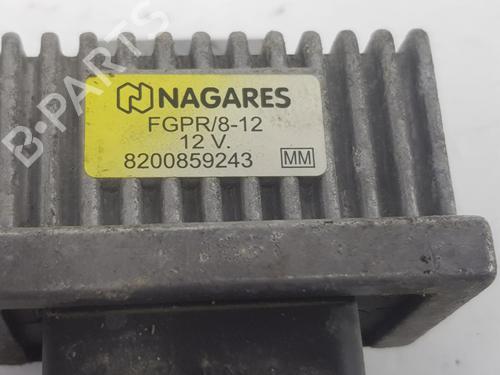 NAGARES
FGPR/8-12
12 V.
8200859243 MM
B-PARTS